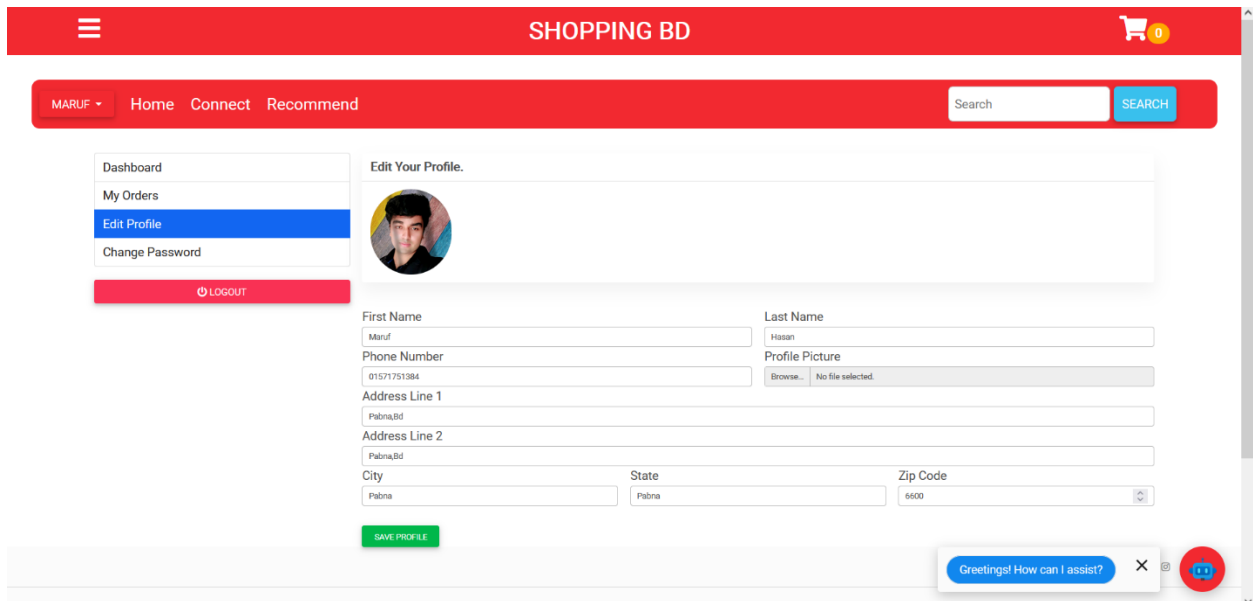 SHOPPING BD
0
MARUF Home Connect Recommend Search SEARCH
Dashboard
My Orders
Edit Profile
Change Password
LOGOUT
Edit Your Profile.
First Name Last Name
Maruf Hasan
Phone Number Profile Picture
01571751384 Browse... No file selected.
Address Line 1
Pabna,Bd
Address Line 2
Pabna,Bd
City State Zip Code
Pabna Pabna 6600
SAVE PROFILE
Greetings! How can I assist?